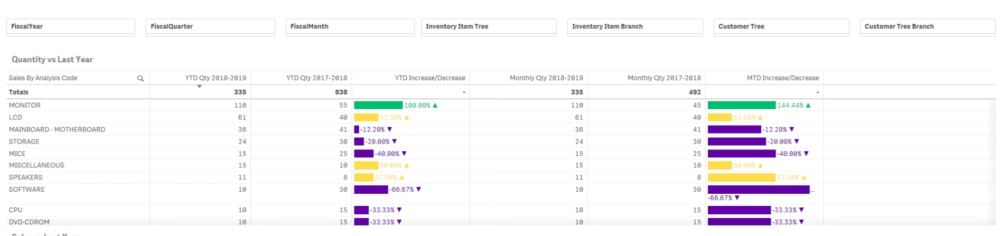 FiscalYear FiscalQuarter FiscalMonth Inventory Item Tree Inventory Item Branch Customer Tree Customer Tree Branch
Quantity vs Last Year
Sales By Analysis Code YTD Qty 2018-2019 YTD Qty 2017-2018 YTD Increase/Decrease Monthly Qty 2018-2019 Monthly Qty 2017-2018 MTD Increase/Decrease
Totals 335 838 - 335 492 -
MONITOR 110 55 100.00% ▲ 110 45 144.44% ▲
LCD 61 40 52.50% ▲ 61 40 52.50% ▲
MAINBOARD - MOTHERBOARD 36 41 -12.20% ▼ 36 41 -12.20% ▼
STORAGE 24 30 -20.00% ▼ 24 30 -20.00% ▼
MICE 15 25 -40.00% ▼ 15 25 -40.00% ▼
MISCELLANEOUS 15 10 50.00% ▲ 15 10 50.00% ▲
SPEAKERS 11 8 37.50% ▲ 11 8 37.50% ▲
SOFTWARE 10 30 -66.67% ▼ 10 30 ...
-66.67% ▼
CPU 10 15 -33.33% ▼ 10 15 -33.33% ▼
DVD-CDROM 10 15 -33.33% ▼ 10 15 -33.33% ▼